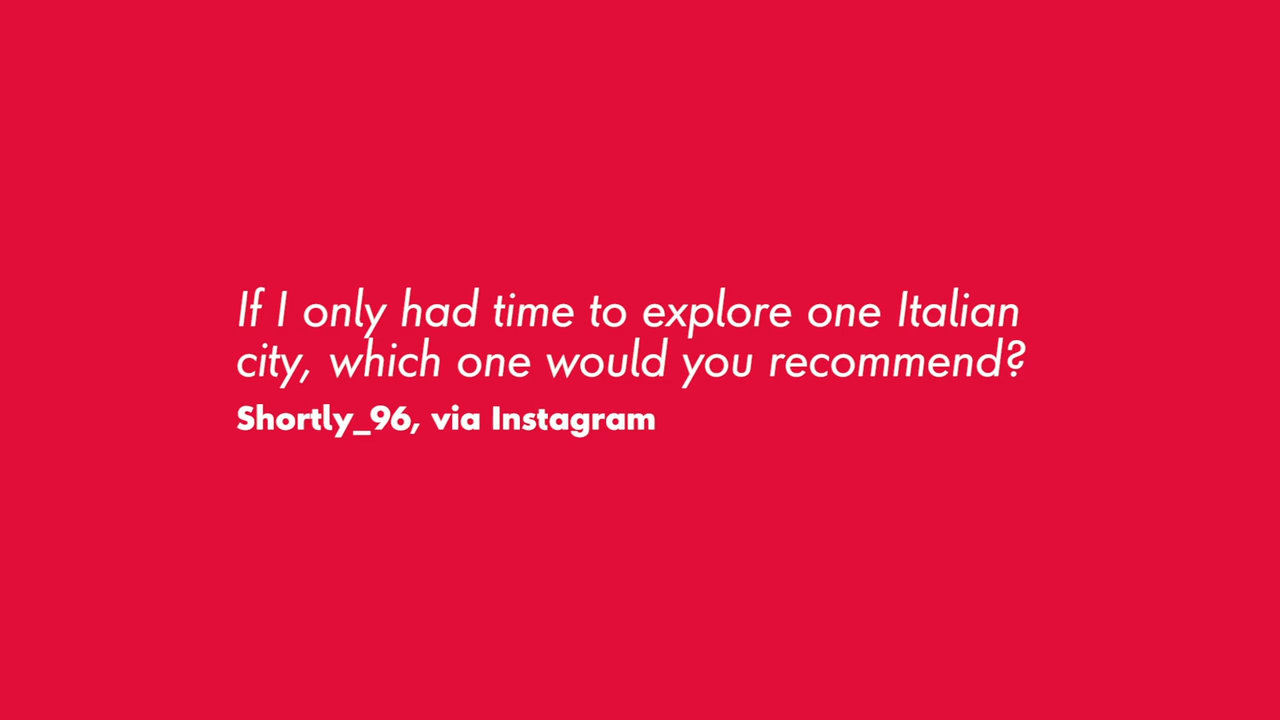 If I only had time to explore one Italian
city, which one would you recommend?
Shortly_96, via Instagram